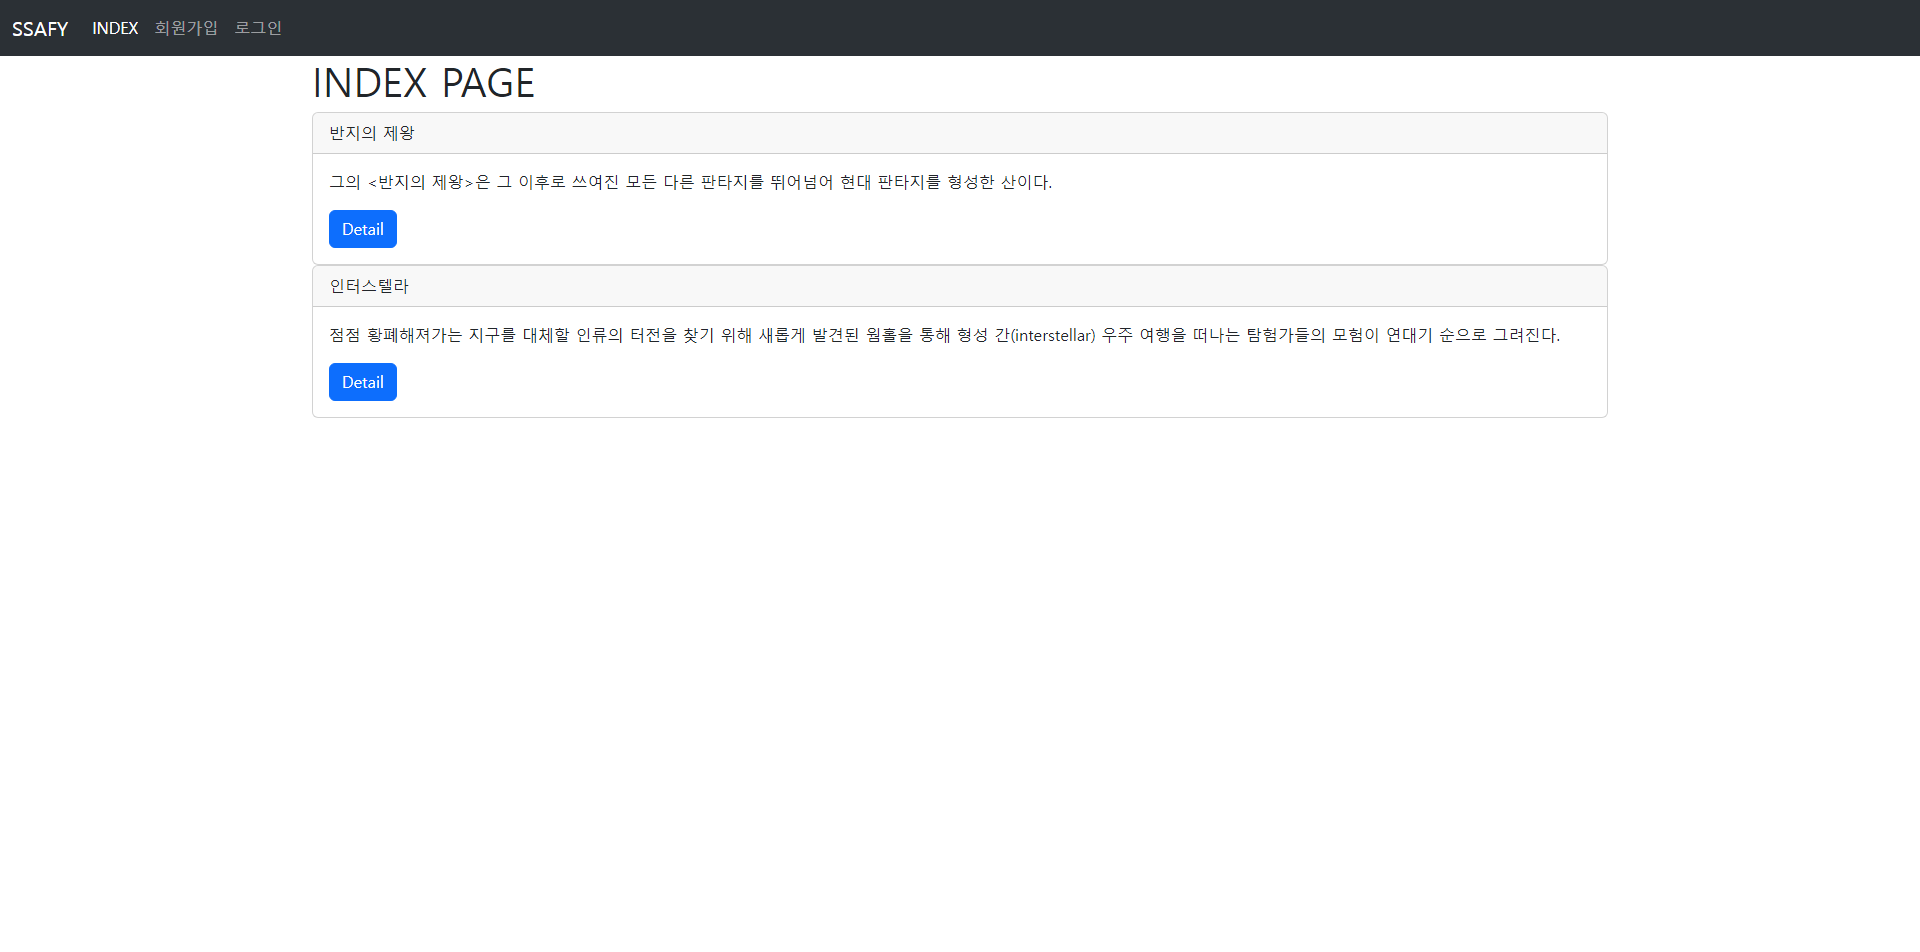 SSAFY INDEX 회원가입 로그인
INDEX PAGE
반지의 제왕
그의 <반지의 제왕>은 그 이후로 쓰여진 모든 다른 판타지를 뛰어넘어 현대 판타지를 형성한 산이다.
Detail
인터스텔라
점점 황폐해져가는 지구를 대체할 인류의 터전을 찾기 위해 새롭게 발견된 웜홀을 통해 형성 간(interstellar) 우주 여행을 떠나는 탐험가들의 모험이 연대기 순으로 그려진다.
Detail